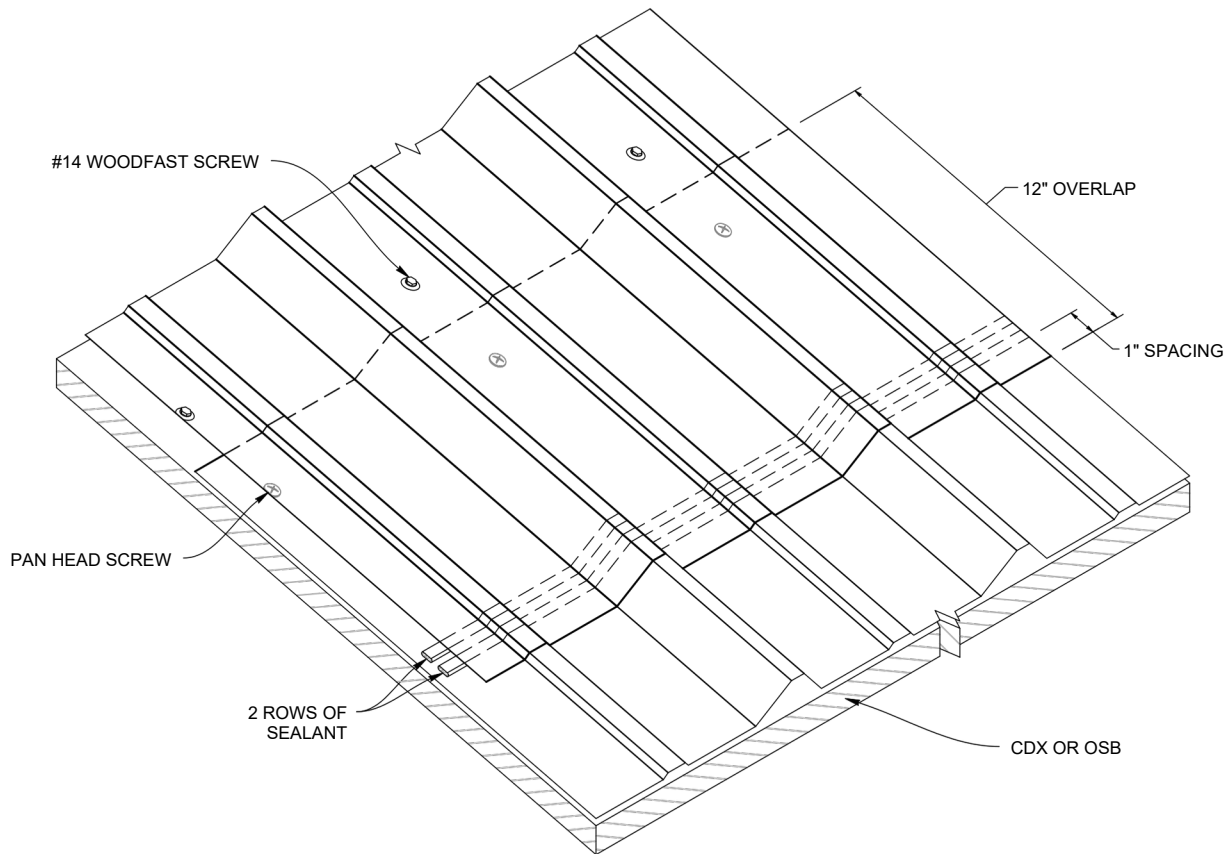 #14 WOODFAST SCREW
12" OVERLAP
1" SPACING
PAN HEAD SCREW
2 ROWS OF
SEALANT
CDX OR OSB